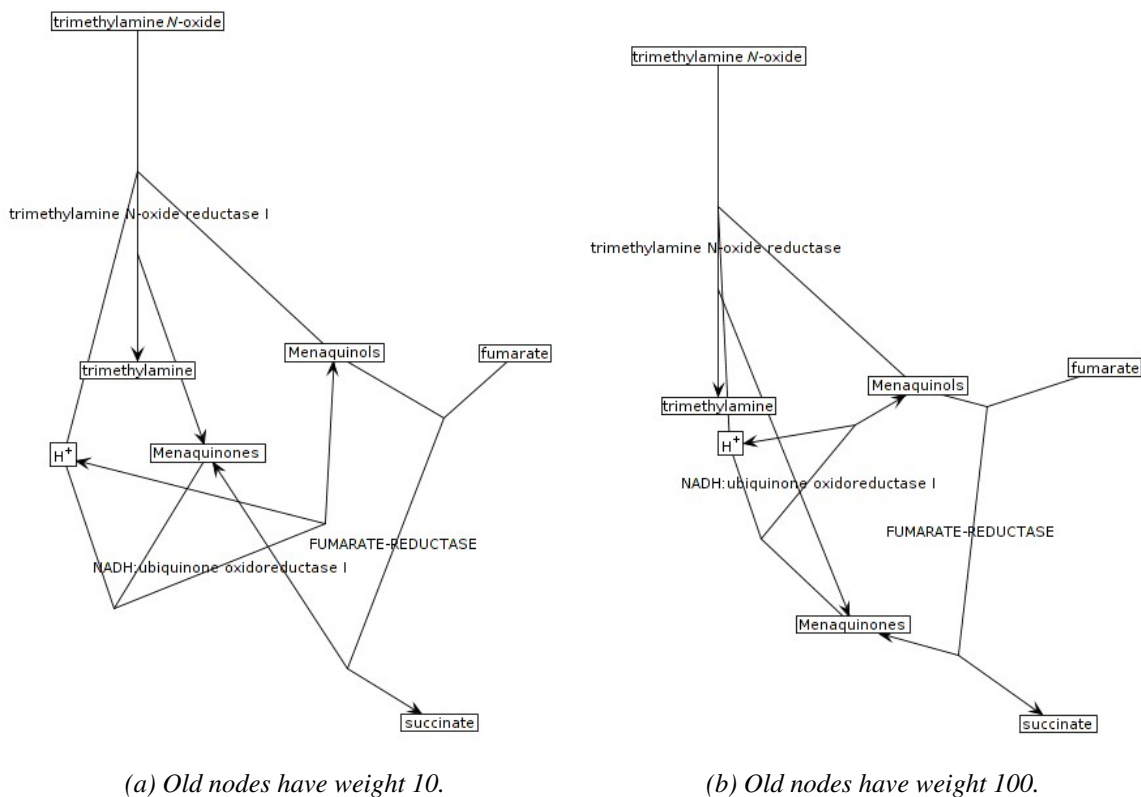 trimethylamine N-oxide
trimethylamine N-oxide reductase I
Menaquinols
fumarate
trimethylamine
H+
Menaquinones
FUMARATE-REDUCTASE
NADH:ubiquinone oxidoreductase I
succinate
(a) Old nodes have weight 10.
trimethylamine N-oxide
trimethylamine N-oxide reductase
fumarate
Menaquinols
trimethylamine
H+
NADH:ubiquinone oxidoreductase I
FUMARATE-REDUCTASE
Menaquinones
succinate
(b) Old nodes have weight 100.